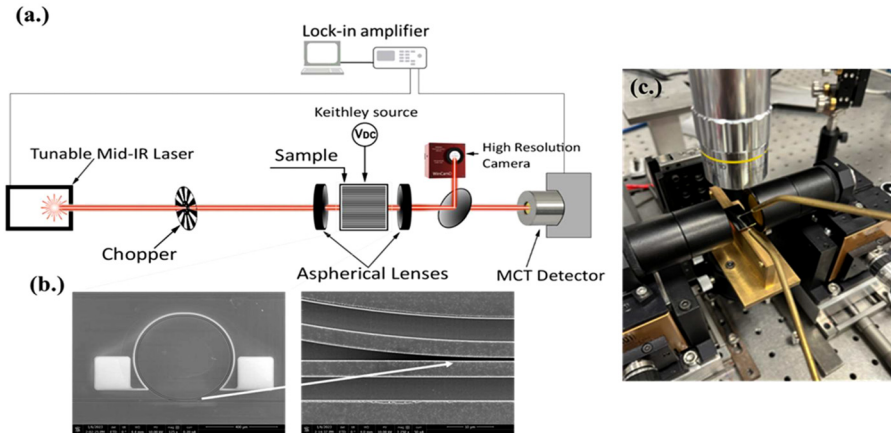 (a.)
Lock-in amplifier
Keithley source
VDC
Tunable Mid-IR Laser
Sample
High Resolution
Camera
Chopper
Aspherical Lenses
MCT Detector
(b.)
(c.)